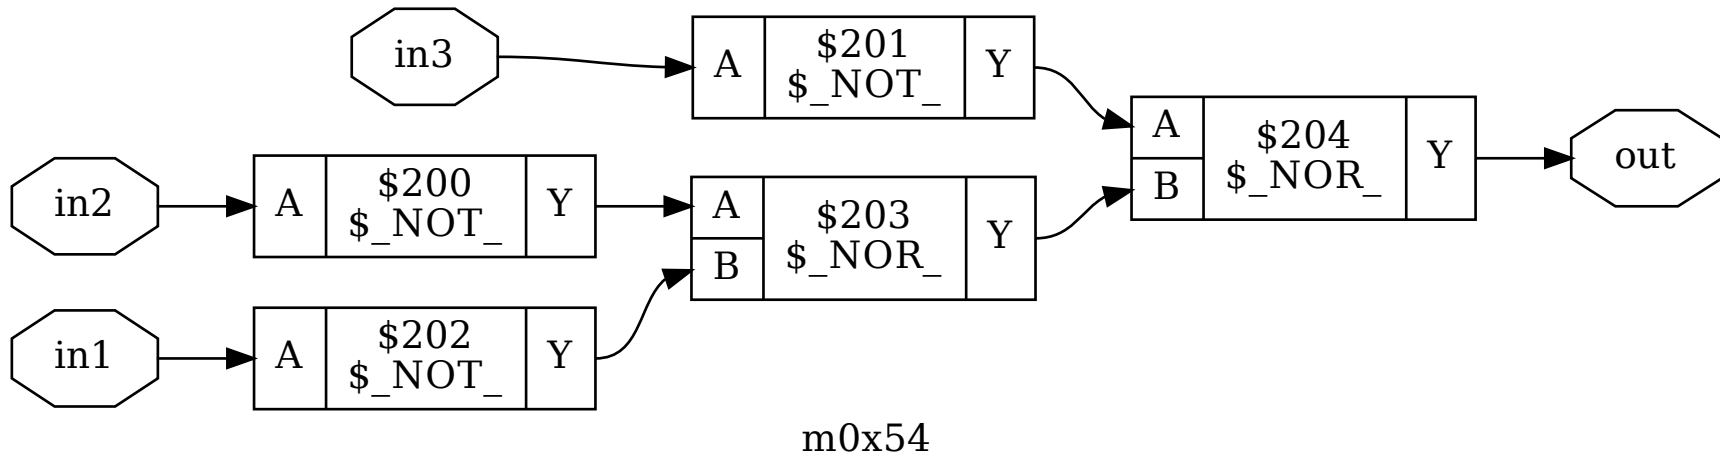 in3
A
$201
$_NOT_
Y
in2
A
$200
$_NOT_
Y
in1
A
$202
$_NOT_
Y
A
B
$203
$_NOR_
Y
A
B
$204
$_NOR_
Y
out
m0x54